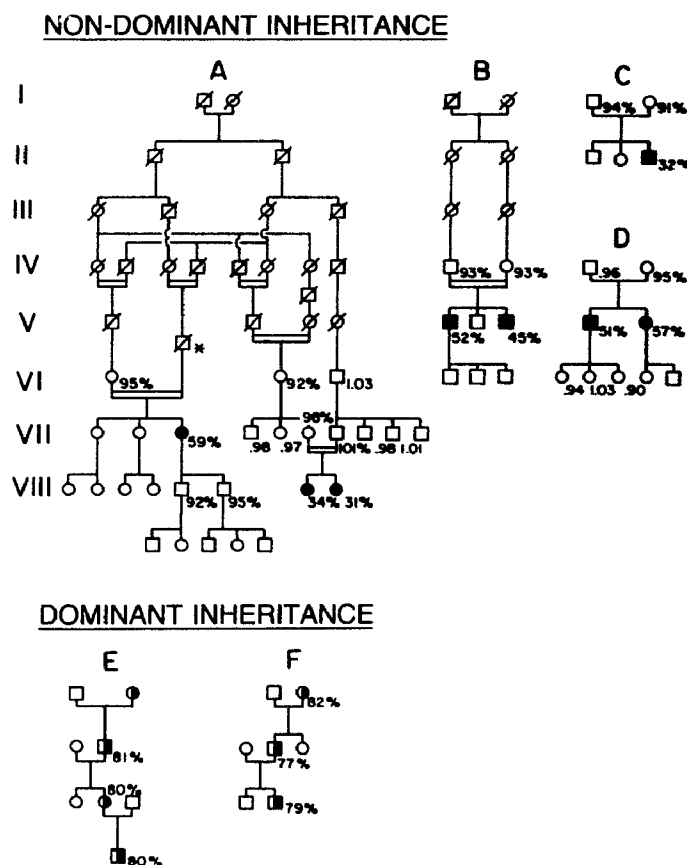 NON-DOMINANT INHERITANCE
A B C
I
.94% 91%
II
32%
III
D
IV
.93% 93% .96 95%
V
52% 45% 51% 57%
*
VI
95% 92% 1.03
.94 1.03 .90
98%
VII
59% .98 .97 101% .98 1.01
VIII
92% 95% 34% 31%
DOMINANT INHERITANCE
E F
82%
81% 77%
80%
79%
80%